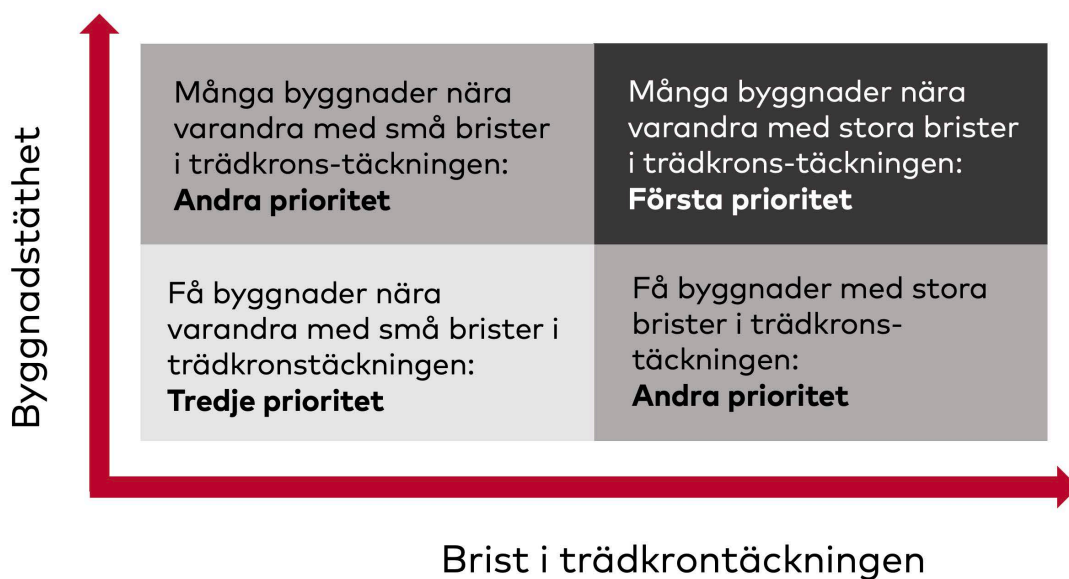 Byggnadstäthet
Många byggnader nära
varandra med små brister
i trädkrons-täckningen:
Andra prioritet
Många byggnader nära
varandra med stora brister
i trädkrons-täckningen:
Första prioritet
Få byggnader nära
varandra med små brister i
trädkronstäckningen:
Tredje prioritet
Få byggnader med stora
brister i trädkrons-
täckningen:
Andra prioritet
Brist i trädkrontäckningen